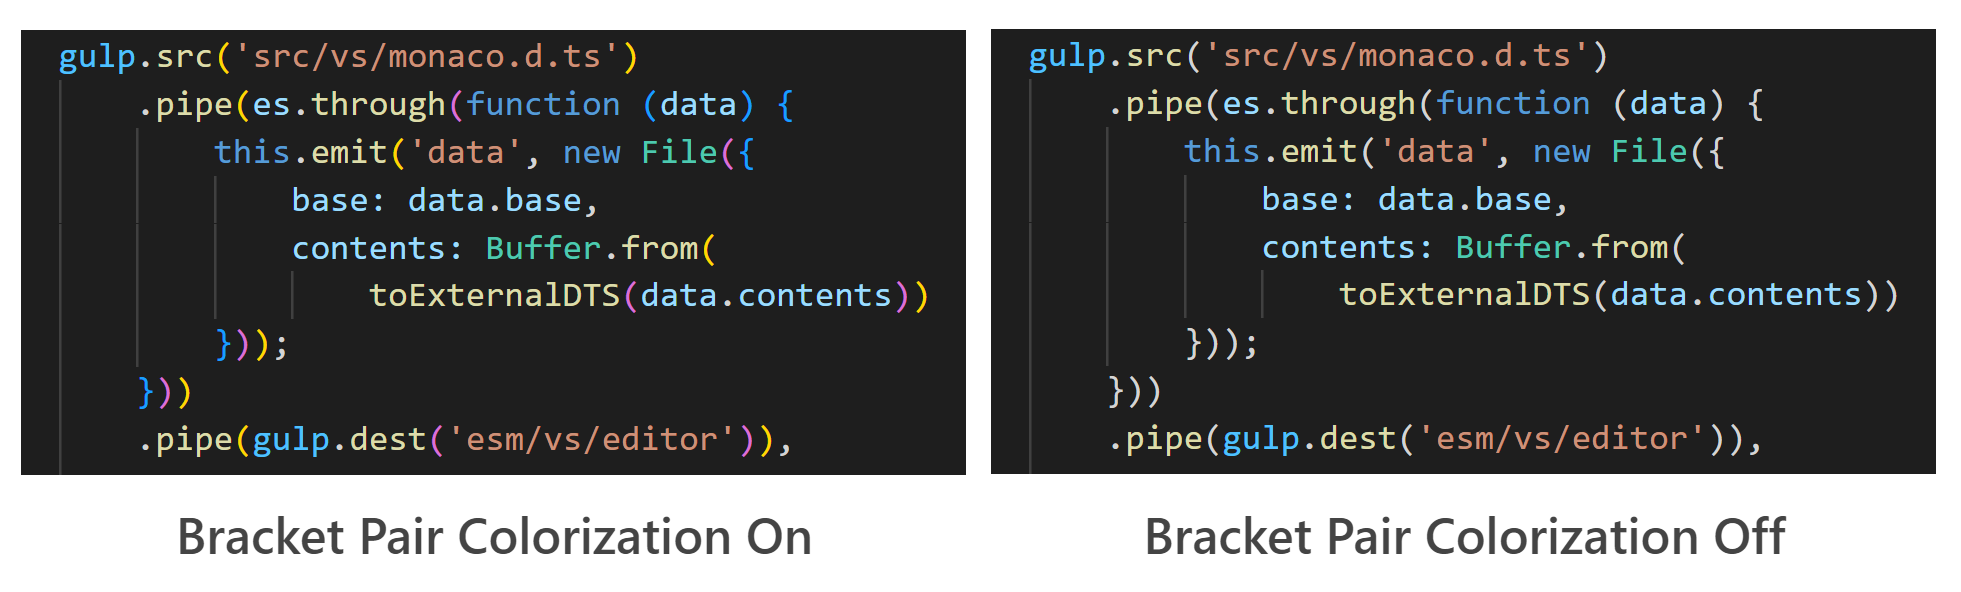 gulp.src('src/vs/monaco.d.ts')
    .pipe(es.through(function (data) {
        this.emit('data', new File({
            base: data.base,
            contents: Buffer.from(
                toExternalDTS(data.contents))
        }));
    }))
    .pipe(gulp.dest('esm/vs/editor')),
Bracket Pair Colorization On
gulp.src('src/vs/monaco.d.ts')
    .pipe(es.through(function (data) {
        this.emit('data', new File({
            base: data.base,
            contents: Buffer.from(
                toExternalDTS(data.contents))
        }));
    }))
    .pipe(gulp.dest('esm/vs/editor')),
Bracket Pair Colorization Off